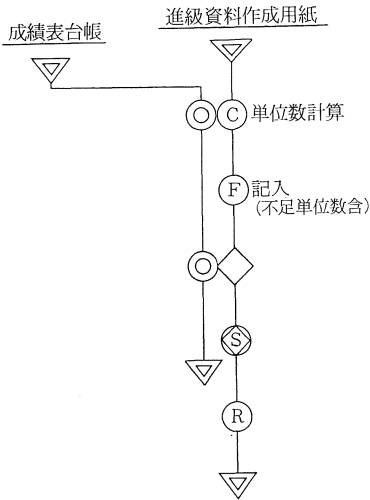 進級資料作成用紙
成績表台帳
C 単位数計算
F 記入
(不足単位数含)
S
R